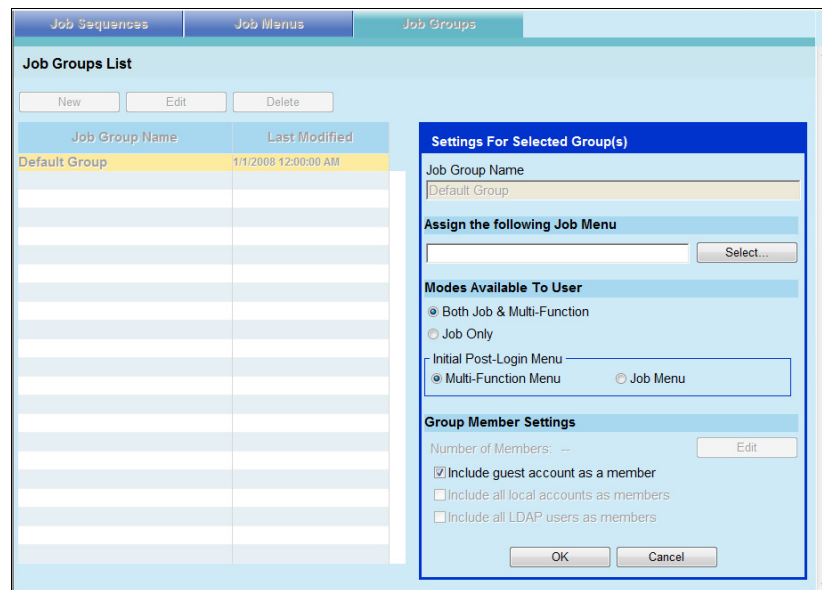 Job Sequences Job Menus Job Groups
Job Groups List
New Edit Delete
Job Group Name Last Modified
Default Group 1/1/2008 12:00:00 AM
Settings For Selected Group(s)
Job Group Name
Default Group
Assign the following Job Menu
Select...
Modes Available To User
Both Job & Multi-Function
Job Only
Initial Post-Login Menu
Multi-Function Menu Job Menu
Group Member Settings
Number of Members: -- Edit
Include guest account as a member
Include all local accounts as members
Include all LDAP users as members
OK Cancel